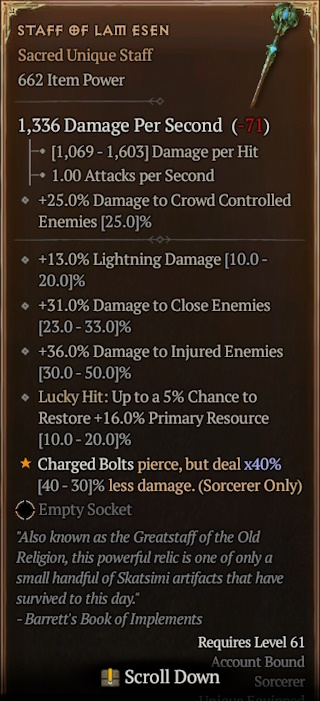 STAFF OF LAM ESEN
Sacred Unique Staff
662 Item Power
1,336 Damage Per Second (-71)
[1,069 - 1,603] Damage per Hit
1.00 Attacks per Second
+25.0% Damage to Crowd Controlled
Enemies [25.0]%
+13.0% Lightning Damage [10.0 -
20.0]%
+31.0% Damage to Close Enemies
[23.0 - 33.0]%
+36.0% Damage to Injured Enemies
[30.0 - 50.0]%
Lucky Hit: Up to a 5% Chance to
Restore +16.0% Primary Resource
[10.0 - 20.0]%
Charged Bolts pierce, but deal x40%
[40 - 30]% less damage. (Sorcerer Only)
Empty Socket
"Also known as the Greatstaff of the Old
Religion, this powerful relic is one of only a
small handful of Skatsimi artifacts that have
survived to this day."
- Barrett's Book of Implements
Requires Level 61
Account Bound
Scroll Down
Sorcerer
Unique Equipped